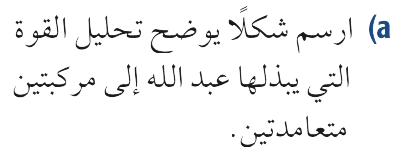 (a ارسم شكلًا يوضح تحليل القوة
التي يبذلها عبد الله إلى مركبتين
متعامدتين.